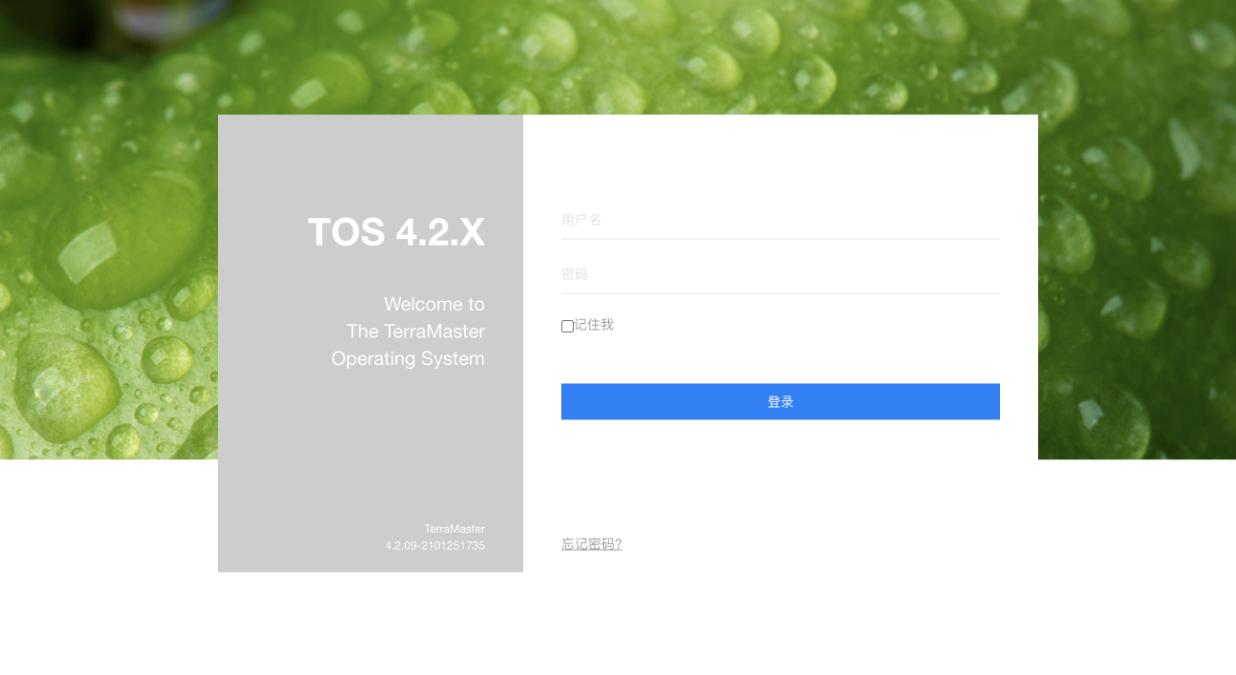 TOS 4.2.X
Welcome to
The TerraMaster
Operating System
TerraMaster
4.2.09-2101251735
用户名
密码
记住我
登录
忘记密码?